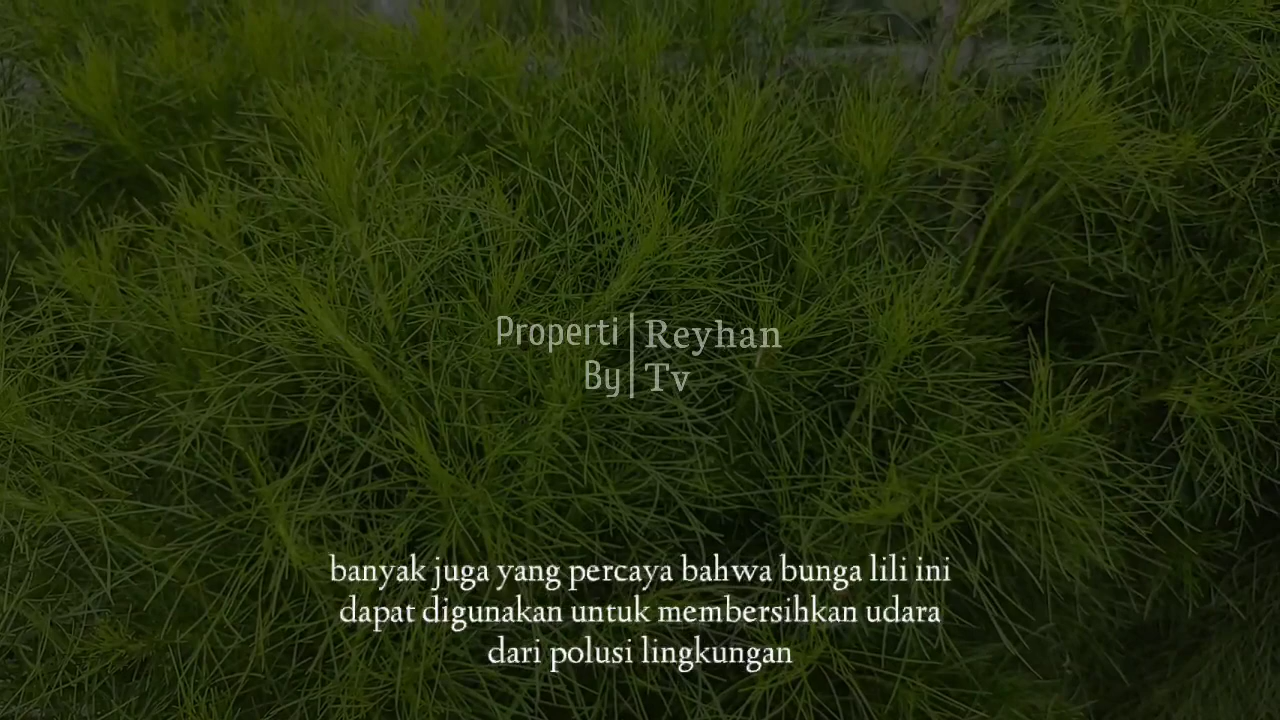 Properti
By
Reyhan
Tv
banyak juga yang percaya bahwa bunga lili ini
dapat digunakan untuk membersihkan udara
dari polusi lingkungan